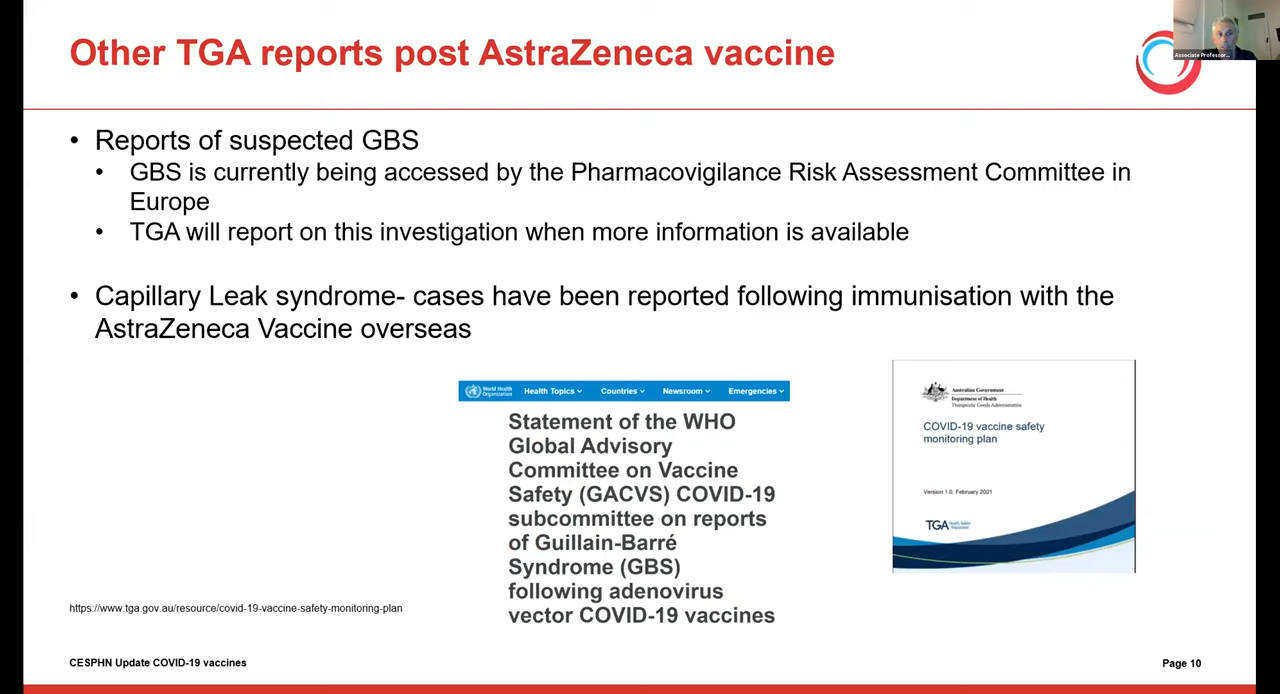 Other TGA reports post AstraZeneca vaccine
Associate Professor...
• Reports of suspected GBS
• GBS is currently being accessed by the Pharmacovigilance Risk Assessment Committee in
Europe
• TGA will report on this investigation when more information is available
• Capillary Leak syndrome- cases have been reported following immunisation with the
AstraZeneca Vaccine overseas
World Health
Organization
Health Topics
Countries
Newsroom
Emergencies
Statement of the WHO
Global Advisory
Committee on Vaccine
Safety (GACVS) COVID-19
subcommittee on reports
of Guillain-Barré
Syndrome (GBS)
following adenovirus
vector COVID-19 vaccines
Australian Government
Department of Health
Therapeutic Goods Administration
COVID-19 vaccine safety
monitoring plan
Version 1.0, February 2021
TGA
https://www.tga.gov.au/resource/covid-19-vaccine-safety-monitoring-plan
CESPHN Update COVID-19 vaccines
Page 10